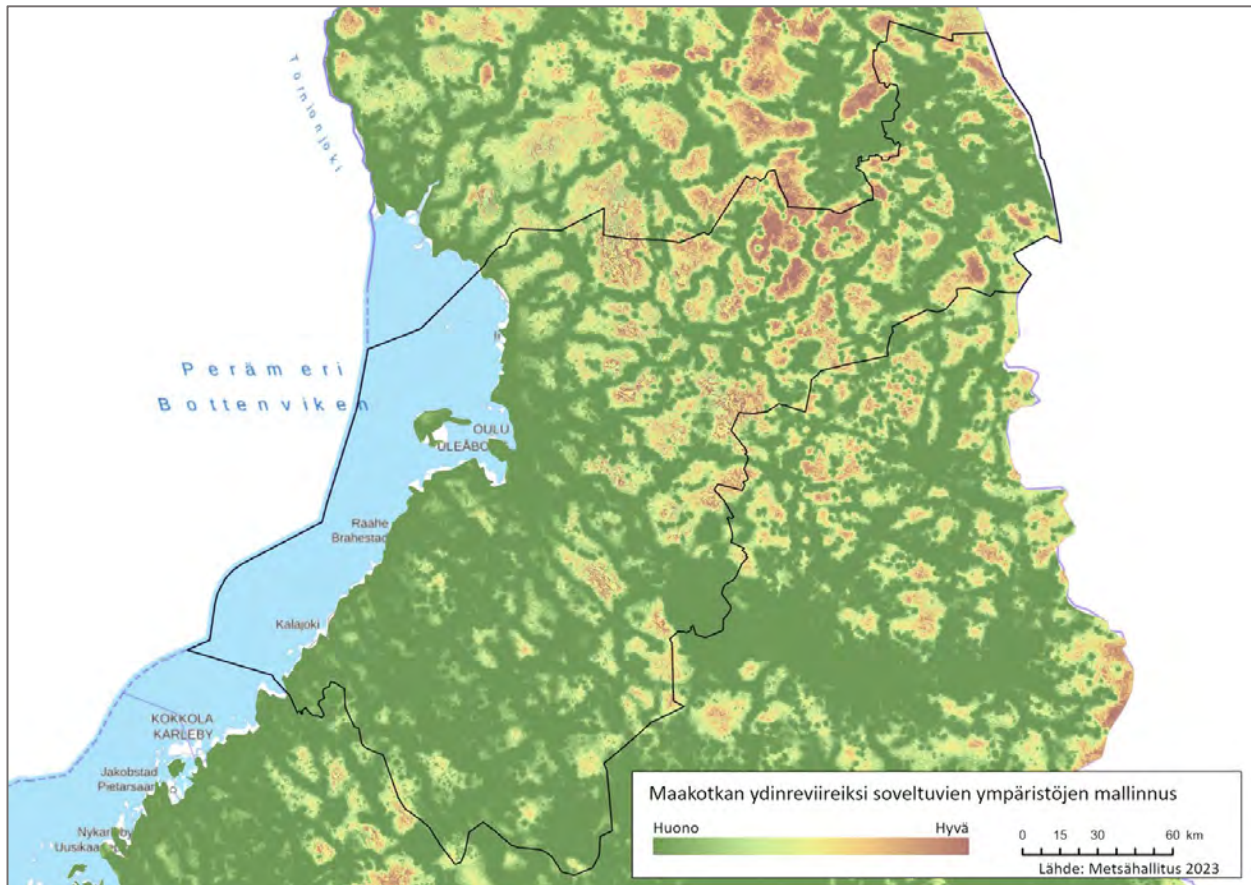 Tornionjoki
Perämeri
Bottenviken
OULU
Raahe
Brahestad
Kalajoki
KOKKOLA
KARLEBY
Jakobstad
Pietarsaari
Nykarleby
Maakotkan ydinreviireiksi soveltuvien ympäristöjen mallinnus
Huono Hyvä
0 15 30 60 km
Lähde: Metsähallitus 2023